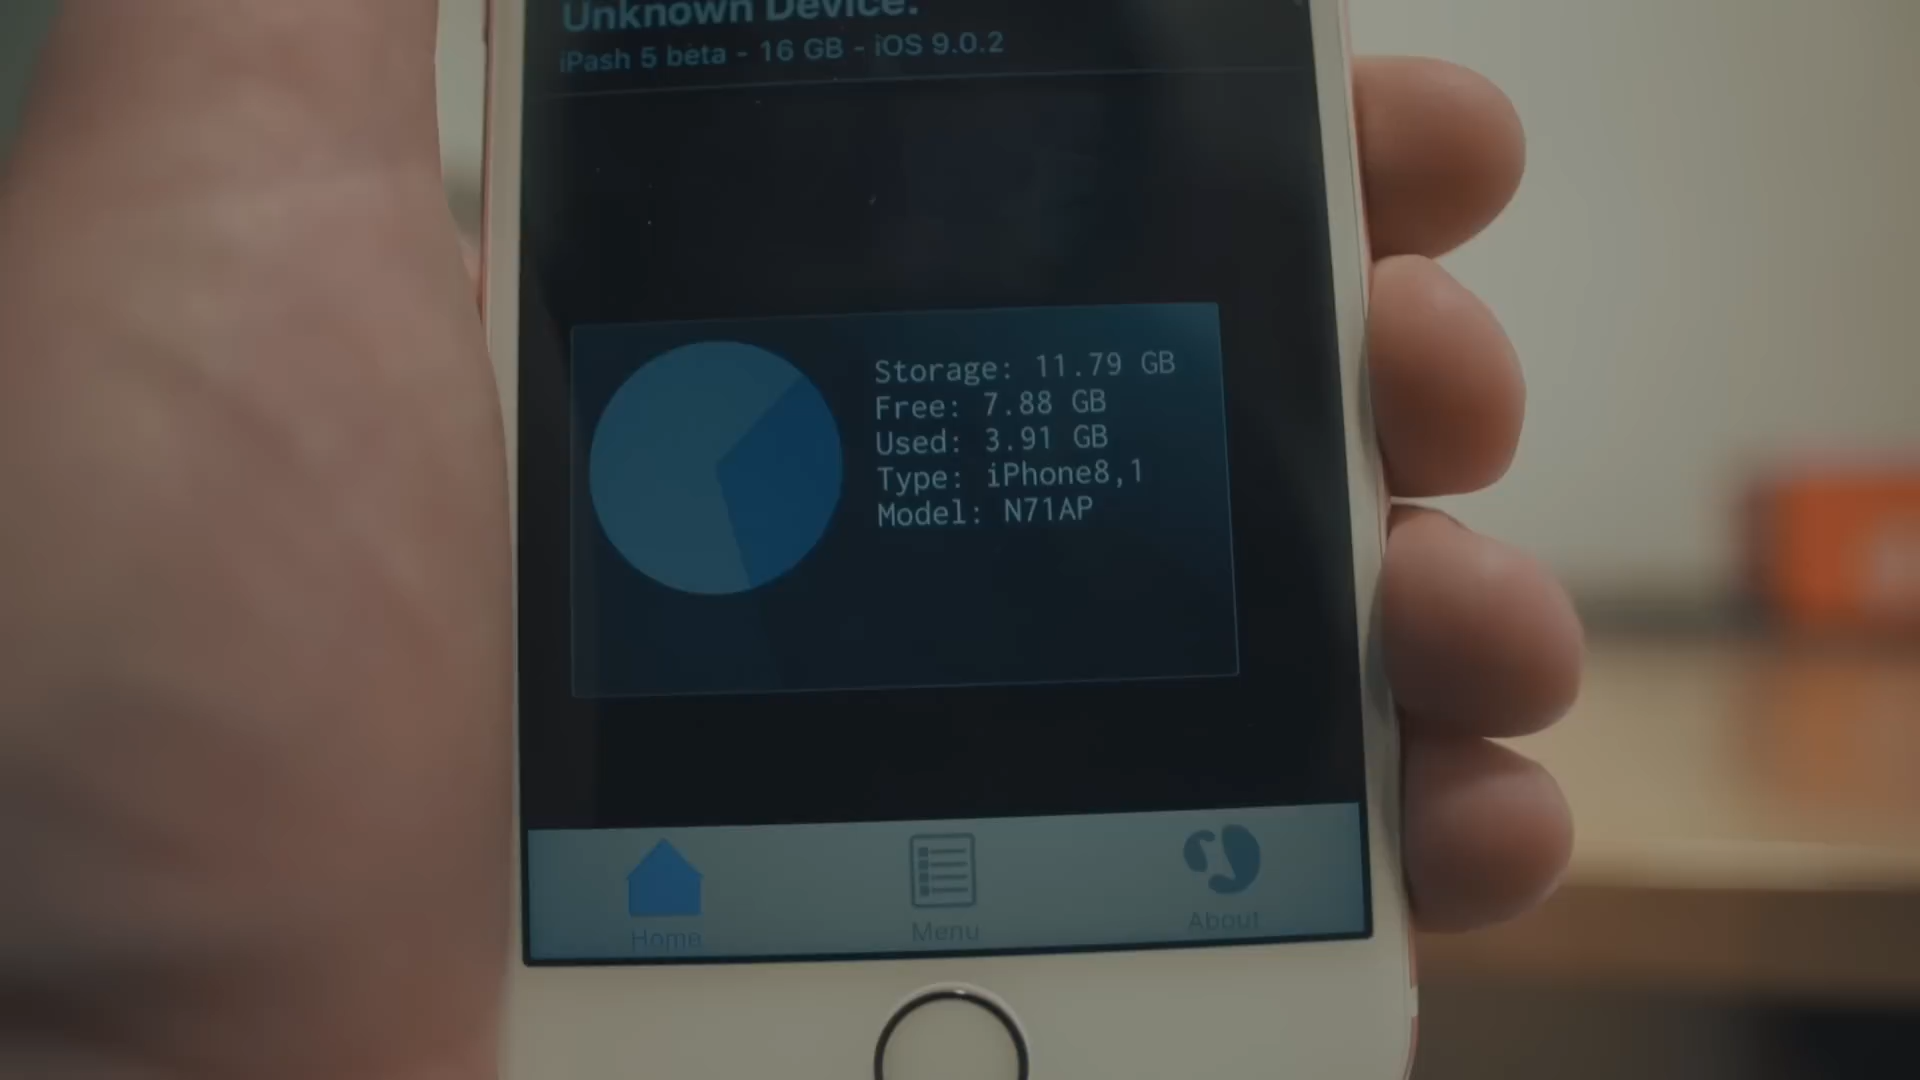 Unknown Device.
iPash 5 beta - 16 GB - iOS 9.0.2
Storage: 11.79 GB
Free: 7.88 GB
Used: 3.91 GB
Type: iPhone8,1
Model: N71AP
Home
Menu
About